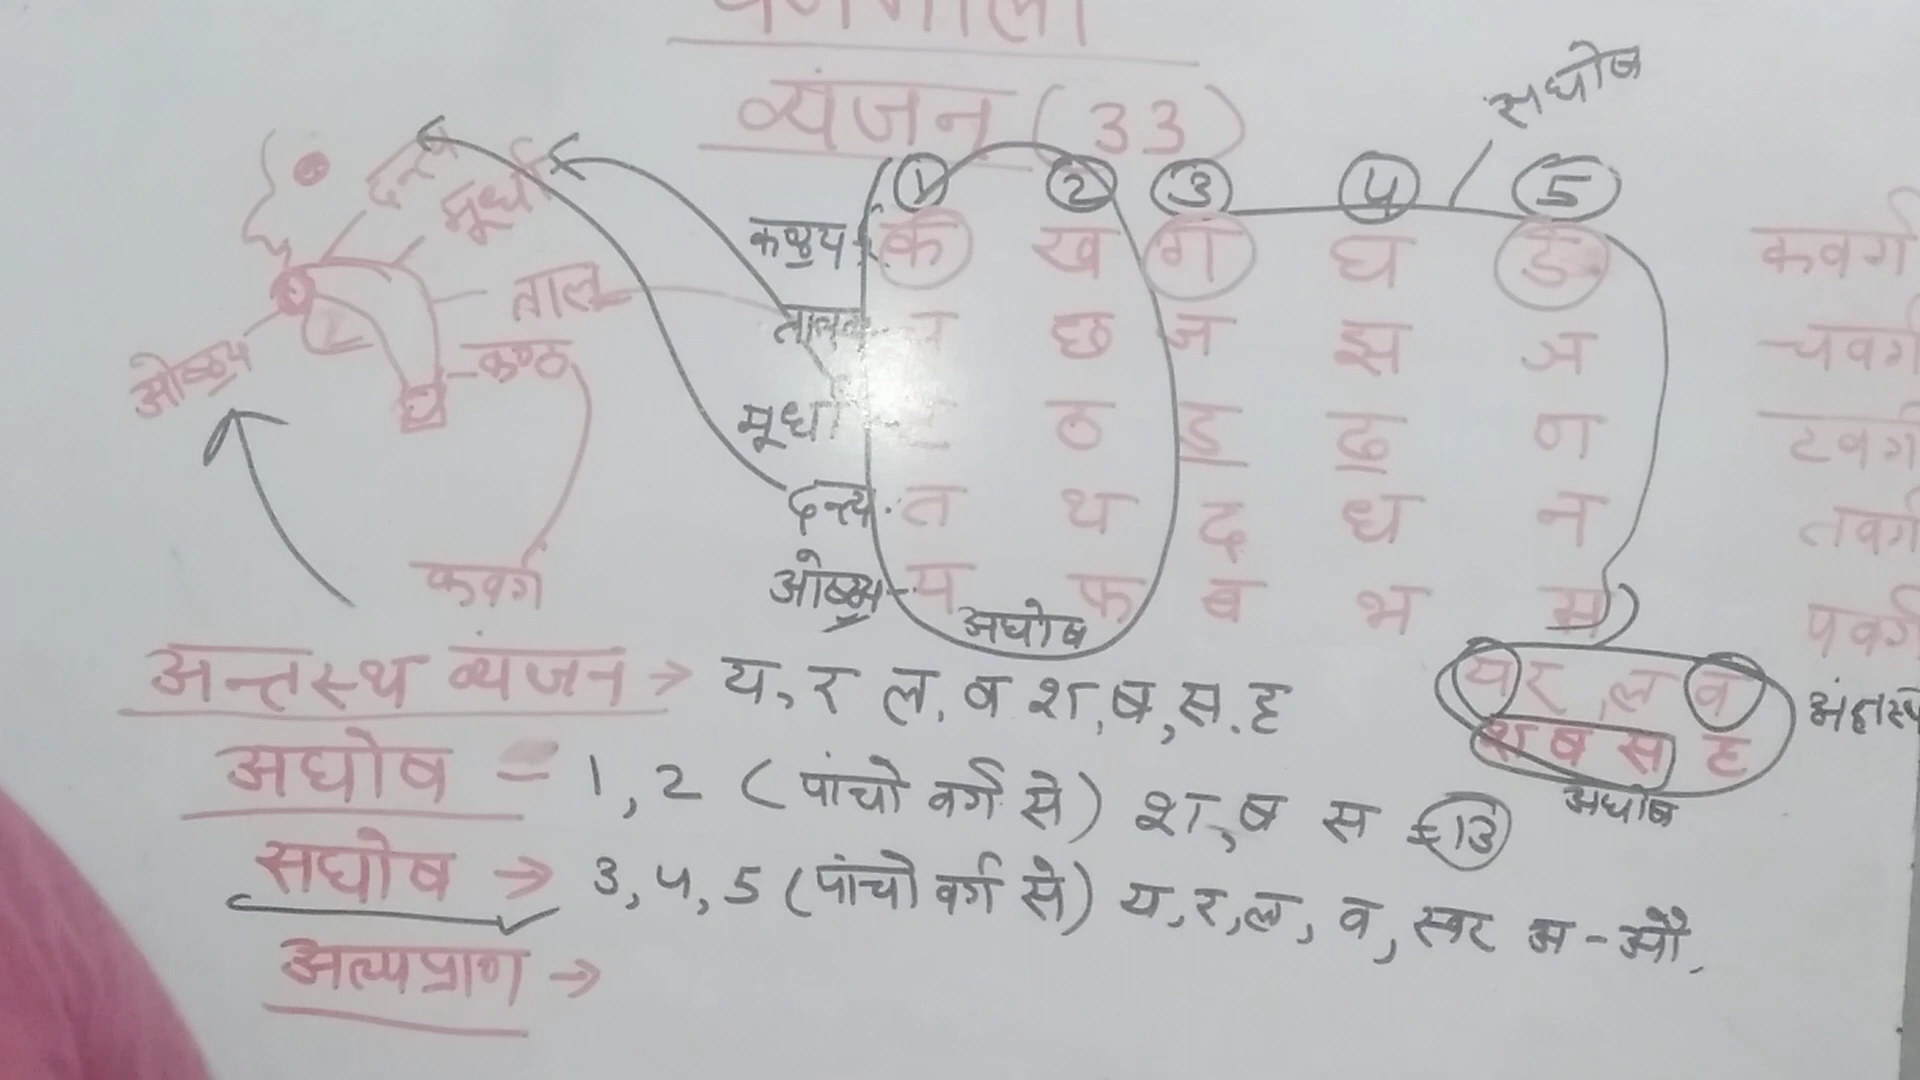 व्यंजन (33)
सघोष
① ② ③ ④ ⑤
दन्त
मूर्धा
तालु
कण्ठ
ओष्ठ्य
कवर्ग
कण्ठ्य क ख ग घ ङ कवर्ग
छ ज झ ञ चवर्ग
मूर्धा ठ ड ढ ण टवर्ग
दन्त्य त थ द ध न तवर्ग
ओष्ठ्य प फ ब भ म पवर्ग
अघोष
य र ल व
श ष स ह
अघोष
अन्तस्थ व्यंजन → य, र ल, व श, ष, स. ह
अघोष = 1, 2 (पांचो वर्ग से) श, ष स = 13
सघोष → 3, 4, 5 (पांचो वर्ग से) य, र, ल, व, स्वर अ - औ,
अल्पप्राण →